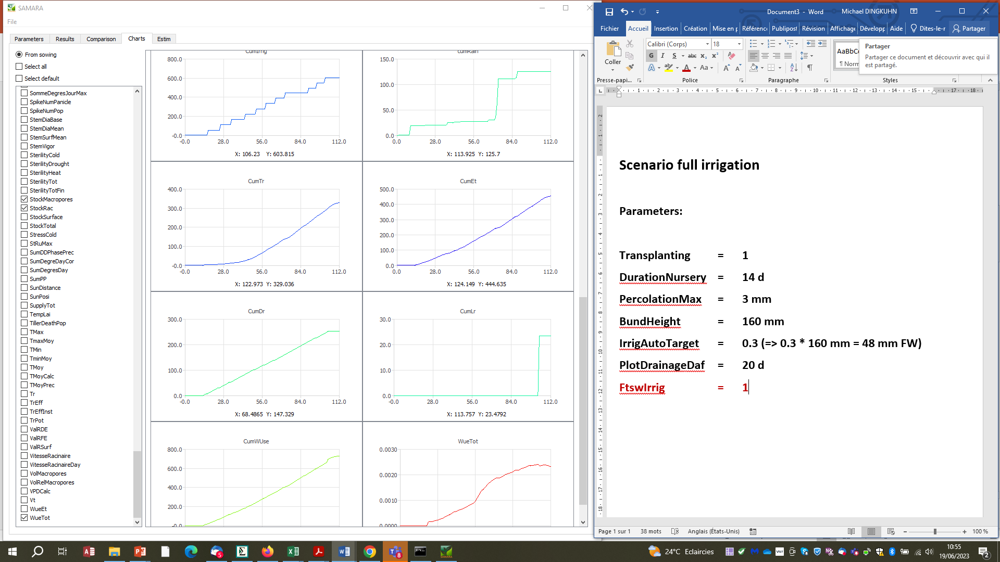 SAMARA
File
Parameters
Results
Comparison
Charts
Estim
From sowing
Select all
Select default
SommeDegresJourMax
SpikeNumPanicle
SpikeNumPop
StemDiaBase
StemDiaMean
StemSurfMean
StemVigor
SterilityCold
SterilityDrought
SterilityHeat
SterilityTot
SterilityTotFin
StockMacropores
StockRac
StockSurface
StockTotal
StressCold
StRuMax
SumDDPhasePrec
SumDegreDayCor
SumDegresDay
SumPP
SunDistance
SunPosi
SupplyTot
TempLai
TillerDeathPop
TMax
TmaxMoy
TMin
TminMoy
TMoy
TMoyCalc
TMoyPrec
Tr
TrEff
TrEffInst
TrPot
ValRDE
ValRFE
ValRSurf
VitesseRacinaire
VitesseRacinaireDay
VolMacropores
VolRelMacropores
VPDCalc
Vt
WueEt
WueTot
CumIrrig
800.0
600.0
400.0
200.0
-0.0
-0.0 28.0 56.0 84.0 112.0
X: 106.23 Y: 603.815
cumRain
150.0
100.0
50.0
0.0
0.0 28.0 56.0 84.0 112.0
X: 113.925 Y: 125.7
CumTr
400.0
300.0
200.0
100.0
-0.0
-0.0 28.0 56.0 84.0 112.0
X: 122.973 Y: 329.036
CumEt
500.0
400.0
300.0
200.0
100.0
0.0
0.0 28.0 56.0 84.0 112.0
X: 124.149 Y: 444.635
CumDr
300.0
200.0
100.0
0.0
-0.0 28.0 56.0 84.0 112.0
X: 68.4865 Y: 147.329
CumLr
30.0
20.0
10.0
0.0
-0.0 28.0 56.0 84.0 112.0
X: 113.757 Y: 23.4792
CumWUse
800.0
600.0
400.0
200.0
-0.0
WueTot
0.0030
0.0020
0.0010
0.0000
Document3 - Word
Michael DINGKUHN
Fichier
Accueil
Insertion
Création
Mise en p
Référenc
Publipost
Révision
Affichage
Dévelop
Aide
Dites-le-r
Partager
Coller
Calibri (Corps)
18
AaBbCc
¶ Norm
Partager
Partager ce document et découvrir avec qui il
est partagé.
Presse-papi...
Police
Paragraphe
Styles
Scenario full irrigation
Parameters:
Transplanting = 1
DurationNursery = 14 d
PercolationMax = 3 mm
BundHeight = 160 mm
IrrigAutoTarget = 0.3 (=> 0.3 * 160 mm = 48 mm FW)
PlotDrainageDaf = 20 d
FtswIrrig = 1
Page 1 sur 1
38 mots
Anglais (États-Unis)
100 %
24°C Eclaircies
10:55
19/06/2023